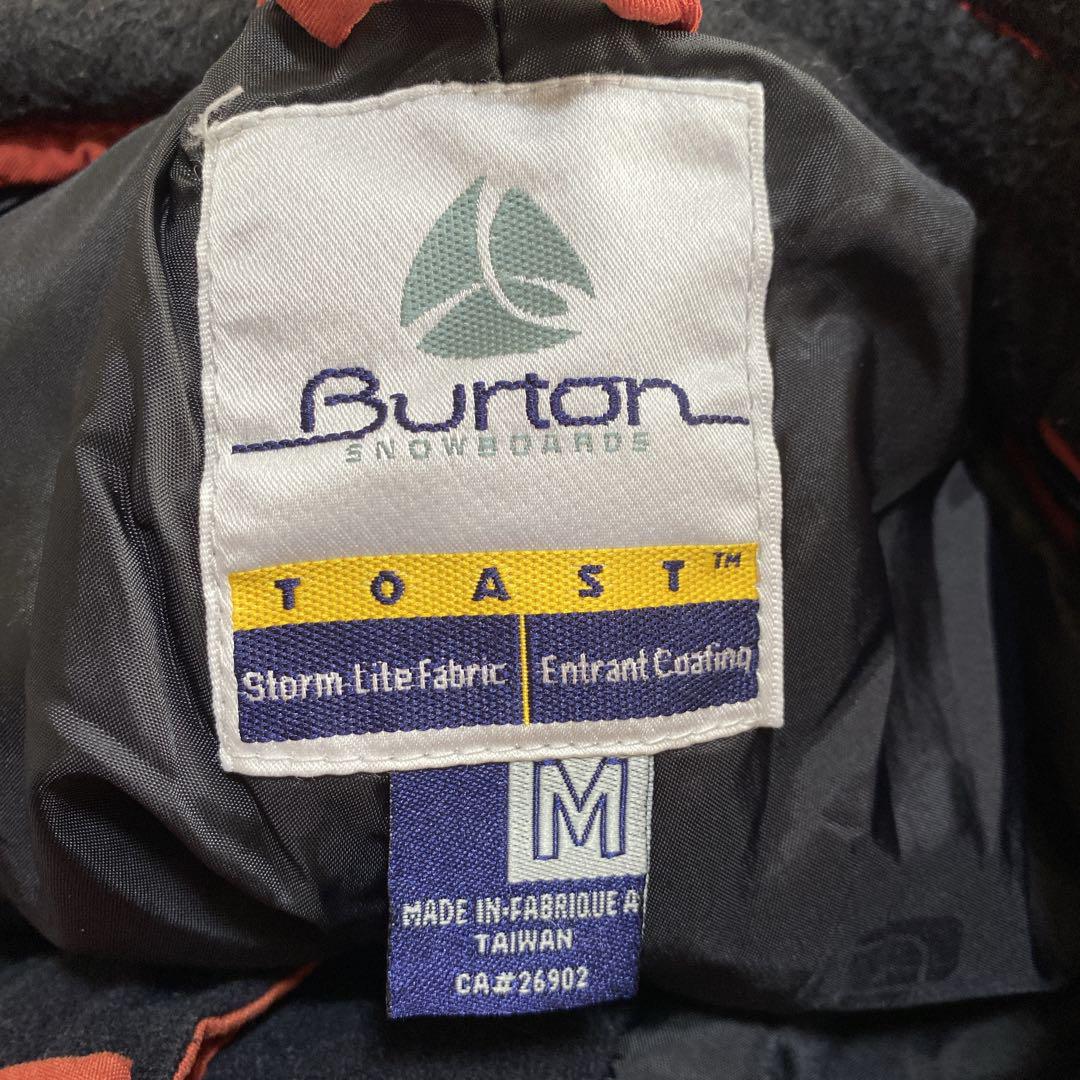 Burton
SNOWBOARDS
TOAST™
Storm-Lite Fabric
Entrant Coating
M
MADE IN-FABRIQUE A
TAIWAN
CA#26902